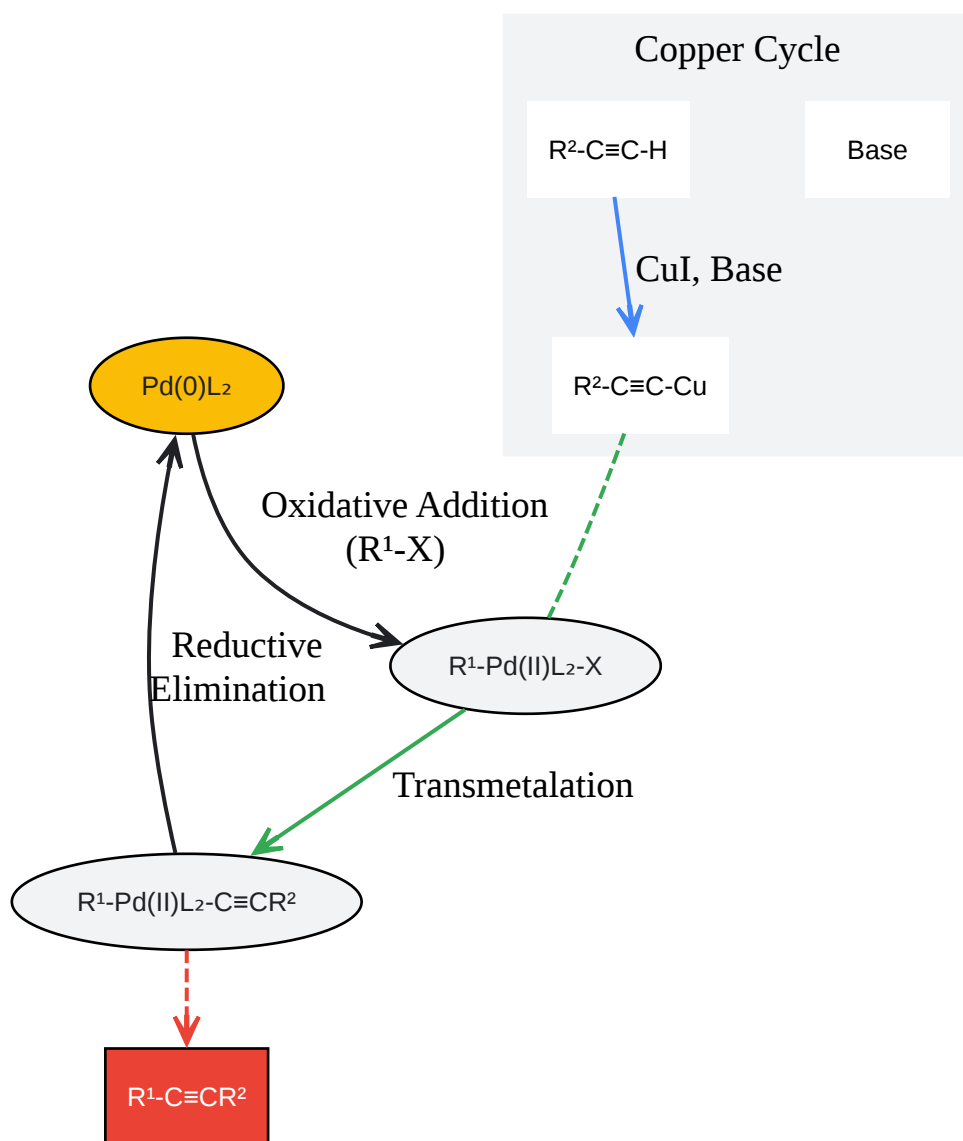 Copper Cycle
R²-C≡C-H
Base
CuI, Base
R²-C≡C-Cu
Pd(0)L₂
Oxidative Addition
(R¹-X)
Reductive
Elimination
R¹-Pd(II)L₂-X
Transmetalation
R¹-Pd(II)L₂-C≡CR²
R¹-C≡CR²